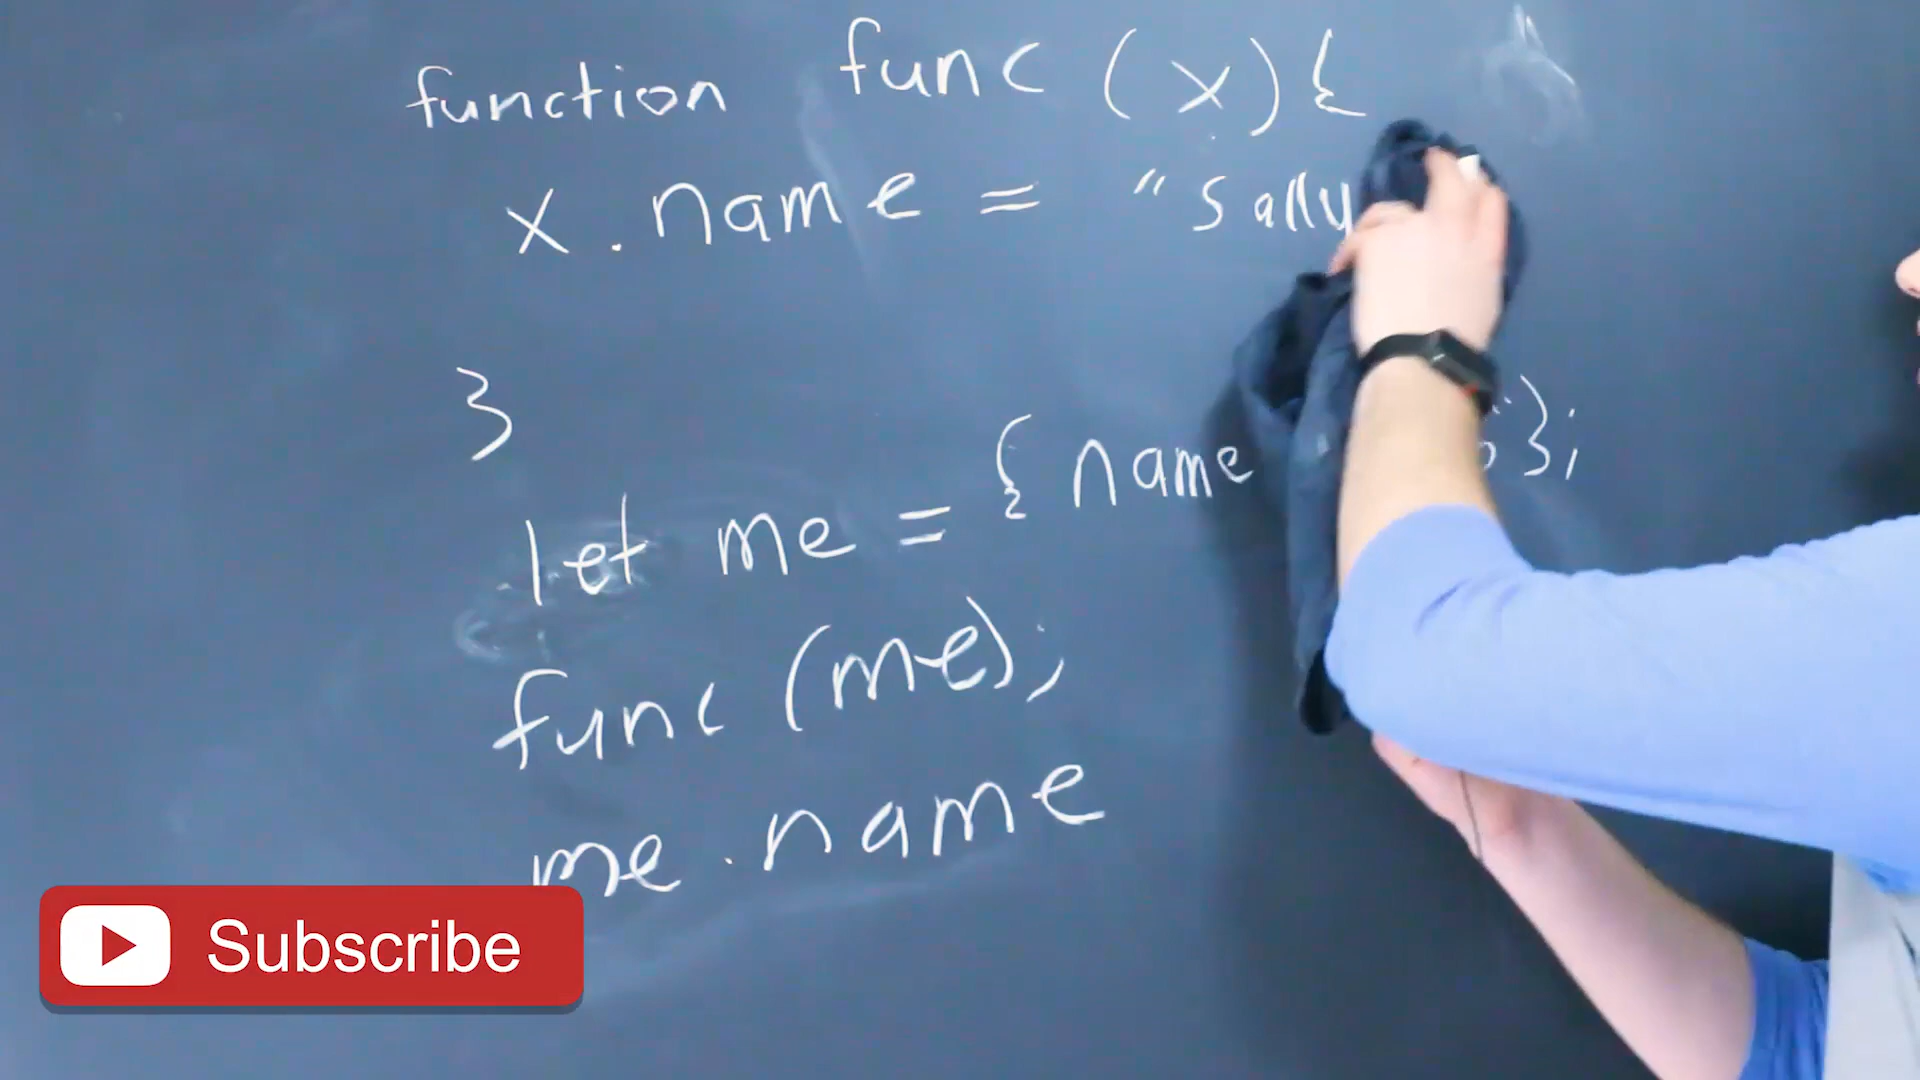 function func (x) {
x.name = "Sally
}
let me = { name "};
func (me);
me.name
Subscribe